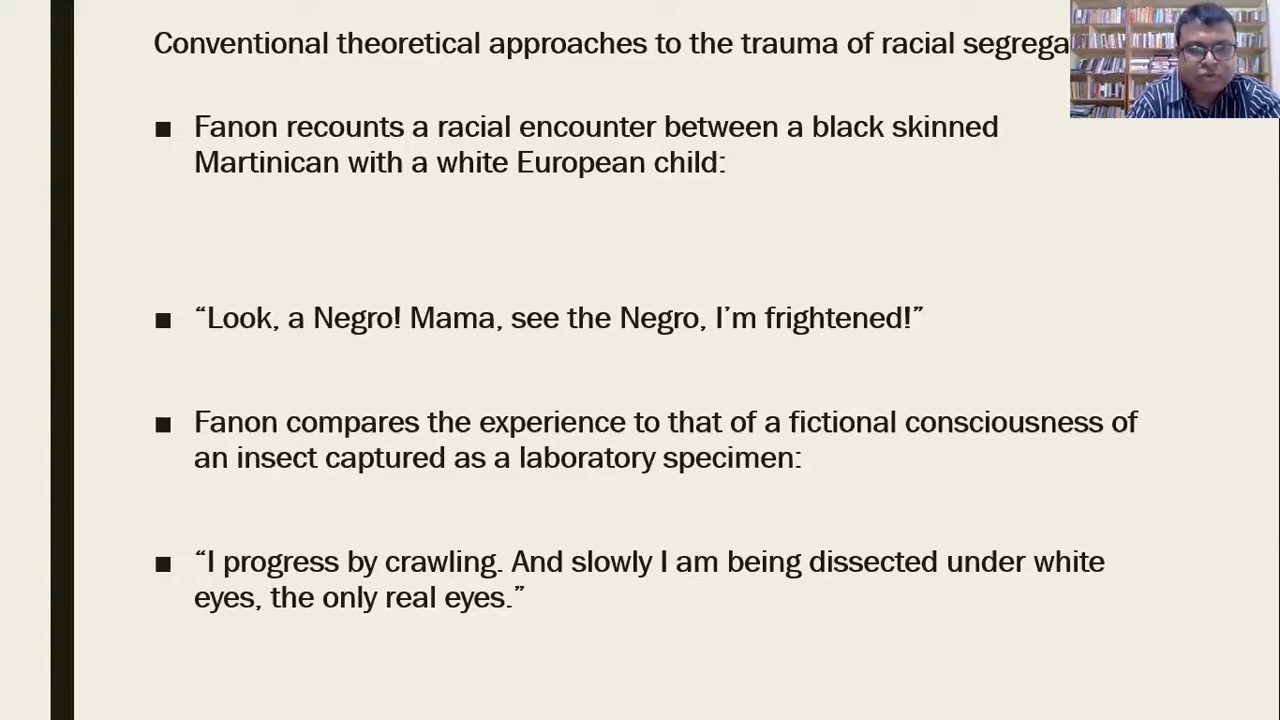 Conventional theoretical approaches to the trauma of racial
■ Fanon recounts a racial encounter between a black skinned
Martinican with a white European child:
■ “Look, a Negro! Mama, see the Negro, I’m frightened!”
■ Fanon compares the experience to that of a fictional consciousness of
an insect captured as a laboratory specimen:
■ “I progress by crawling. And slowly I am being dissected under white
eyes, the only real eyes.”